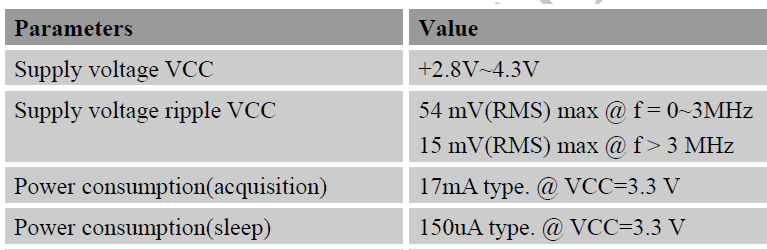 Parameters Value
Supply voltage VCC +2.8V~4.3V
Supply voltage ripple VCC 54 mV(RMS) max @ f = 0~3MHz
15 mV(RMS) max @ f > 3 MHz
Power consumption(acquisition) 17mA type. @ VCC=3.3 V
Power consumption(sleep) 150uA type. @ VCC=3.3 V